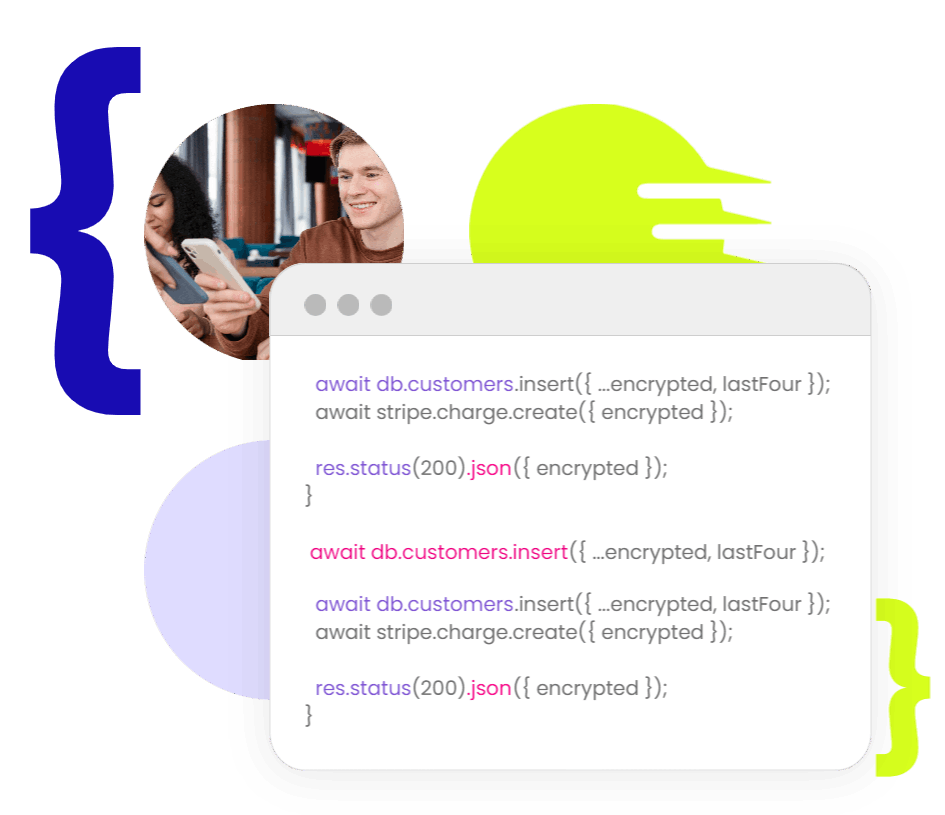 await db.customers.insert({ ...encrypted, lastFour });
await stripe.charge.create({ encrypted });
res.status(200).json({ encrypted });
}
await db.customers.insert({ ...encrypted, lastFour });
await db.customers.insert({ ...encrypted, lastFour });
await stripe.charge.create({ encrypted });
res.status(200).json({ encrypted });
}